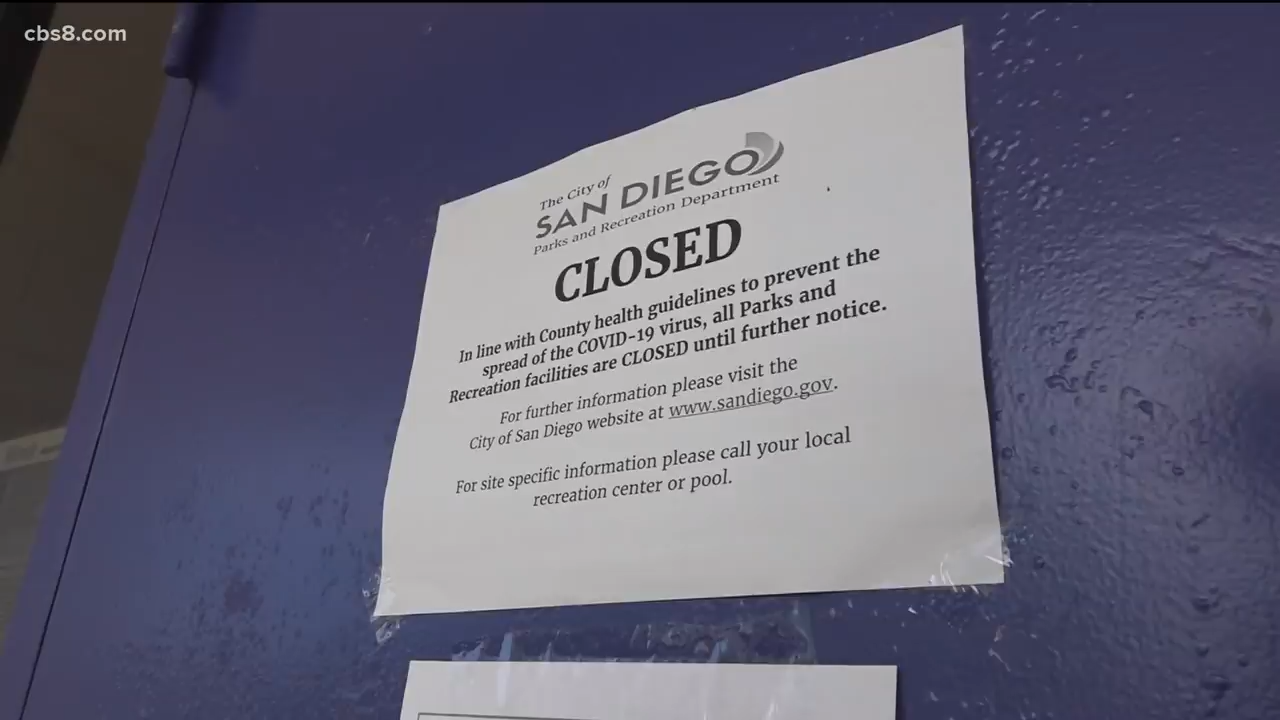 cbs8.com
The City of
SAN DIEGO
Parks and Recreation Department
CLOSED
In line with County health guidelines to prevent the
spread of the COVID-19 virus, all Parks and
Recreation facilities are CLOSED until further notice.
For further information please visit the
City of San Diego website at www.sandiego.gov.
For site specific information please call your local
recreation center or pool.